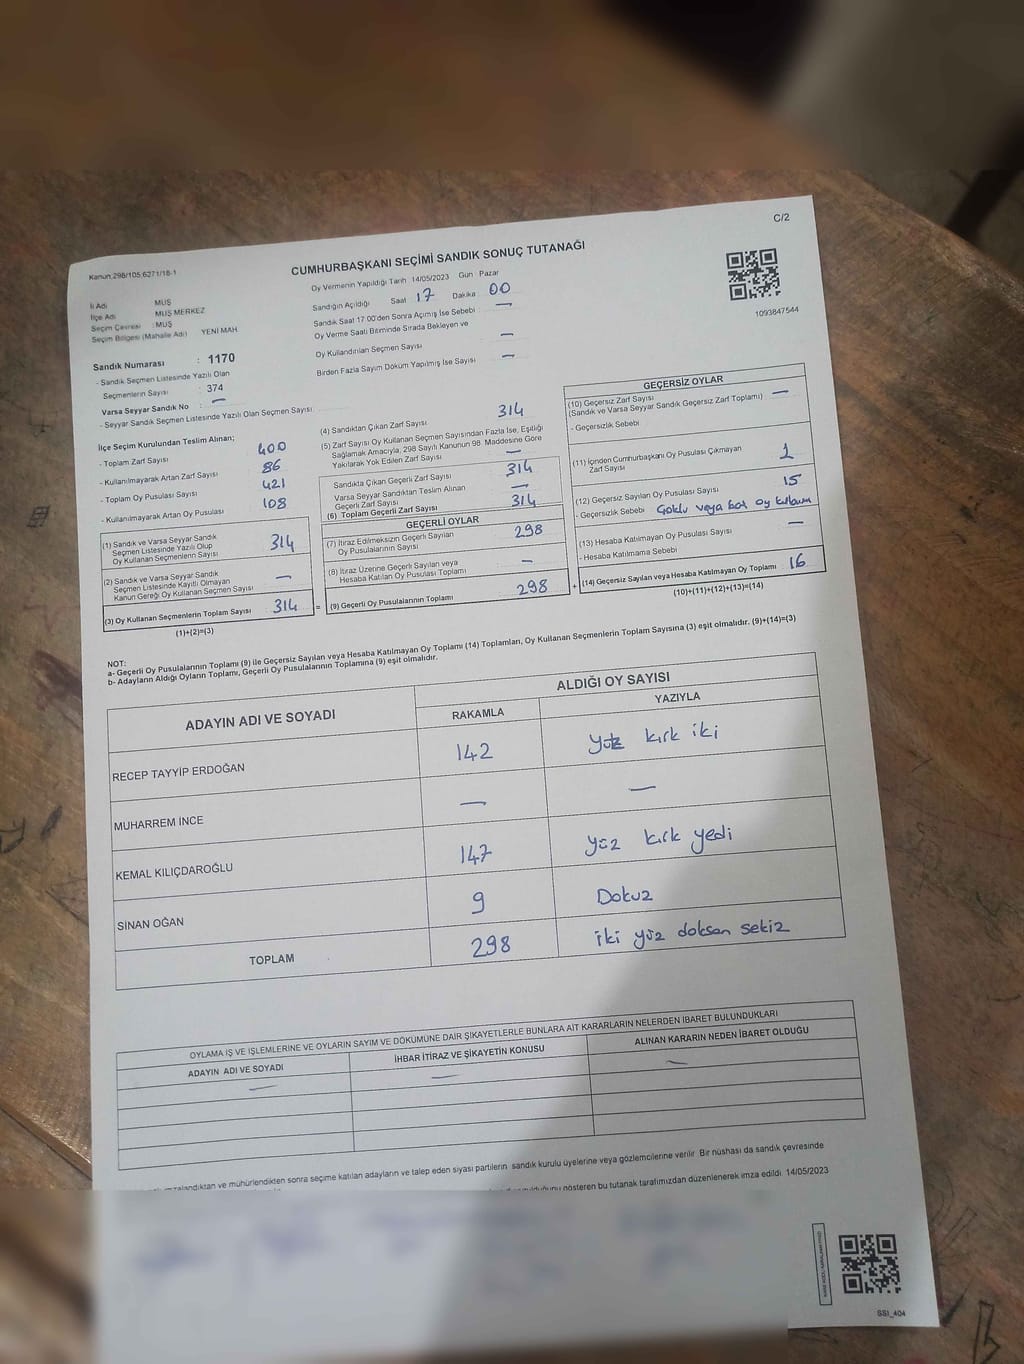 C/2
Kanun:298/105,6271/18-1
CUMHURBAŞKANI SEÇİMİ SANDIK SONUÇ TUTANAĞI
1093847544
İl Adı MUŞ
İlçe Adı MUŞ MERKEZ
Seçim Çevresi : MUŞ
Seçim Bölgesi (Mahalle Adı) YENİ MAH
Sandık Numarası : 1170
- Sandık Seçmen Listesinde Yazılı Olan
Seçmenlerin Sayısı : 374
Varsa Seyyar Sandık No : —
- Seyyar Sandık Seçmen Listesinde Yazılı Olan Seçmen Sayısı
Oy Vermenin Yapıldığı Tarih 14/05/2023 Gün Pazar
Sandığın Açıldığı Saat 17 Dakika 00
Sandık Saat 17:00'den Sonra Açılmış İse Sebebi —
Oy Verme Saati Bitiminde Sırada Bekleyen ve
Oy Kullandırılan Seçmen Sayısı —
Birden Fazla Sayım Döküm Yapılmış İse Sayısı —
İlçe Seçim Kurulundan Teslim Alınan;
- Toplam Zarf Sayısı 400
- Kullanılmayarak Artan Zarf Sayısı 86
- Toplam Oy Pusulası Sayısı 421
- Kullanılmayarak Artan Oy Pusulası 108
(1) Sandık ve Varsa Seyyar Sandık
Seçmen Listesinde Yazılı Olup
Oy Kullanan Seçmenlerin Sayısı 314
(2) Sandık ve Varsa Seyyar Sandık
Seçmen Listesinde Kayıtlı Olmayan
Kanun Gereği Oy Kullanan Seçmen Sayısı —
(3) Oy Kullanan Seçmenlerin Toplam Sayısı 314
(1)+(2)=(3)
(4) Sandıktan Çıkan Zarf Sayısı 314
(5) Zarf Sayısı Oy Kullanan Seçmen Sayısından Fazla İse, Eşitliği
Sağlamak Amacıyla, 298 Sayılı Kanunun 98. Maddesine Göre
Yakılarak Yok Edilen Zarf Sayısı —
Sandıkta Çıkan Geçerli Zarf Sayısı 314
Varsa Seyyar Sandıktan Teslim Alınan
Geçerli Zarf Sayısı —
(6) Toplam Geçerli Zarf Sayısı 314
GEÇERLİ OYLAR
(7) İtiraz Edilmeksizin Geçerli Sayılan
Oy Pusulalarının Sayısı 298
(8) İtiraz Üzerine Geçerli Sayılan veya
Hesaba Katılan Oy Pusulası Toplamı —
= (9) Geçerli Oy Pusulalarının Toplamı 298 +
GEÇERSİZ OYLAR
(10) Geçersiz Zarf Sayısı
(Sandık ve Varsa Seyyar Sandık Geçersiz Zarf Toplamı) —
- Geçersizlik Sebebi
(11) İçinden Cumhurbaşkanı Oy Pusulası Çıkmayan
Zarf Sayısı 1
(12) Geçersiz Sayılan Oy Pusulası Sayısı 15
- Geçersizlik Sebebi Çoklu veya boş oy kullanım
(13) Hesaba Katılmayan Oy Pusulası Sayısı —
- Hesaba Katılmama Sebebi
(14) Geçersiz Sayılan veya Hesaba Katılmayan Oy Toplamı 16
(10)+(11)+(12)+(13)=(14)
NOT:
a- Geçerli Oy Pusulalarının Toplamı (9) ile Geçersiz Sayılan veya Hesaba Katılmayan Oy Toplamı (14) Toplamları, Oy Kullanan Seçmenlerin Toplam Sayısına (3) eşit olmalıdır. (9)+(14)=(3)
b- Adayların Aldığı Oyların Toplamı, Geçerli Oy Pusulalarının Toplamına (9) eşit olmalıdır.
ADAYIN ADI VE SOYADI
ALDIĞI OY SAYISI
RAKAMLA YAZIYLA
RECEP TAYYİP ERDOĞAN 142 yüz kırk iki
MUHARREM İNCE — —
KEMAL KILIÇDAROĞLU 147 yüz kırk yedi
SİNAN OĞAN 9 Dokuz
TOPLAM 298 iki yüz doksan sekiz
OYLAMA İŞ VE İŞLEMLERİNE VE OYLARIN SAYIM VE DÖKÜMÜNE DAİR ŞİKAYETLERLE BUNLARA AİT KARARLARIN NELERDEN İBARET BULUNDUKLARI
ADAYIN ADI VE SOYADI İHBAR İTİRAZ VE ŞİKAYETİN KONUSU ALINAN KARARIN NEDEN İBARET OLDUĞU
— — —
zalandıktan ve mühürlendikten sonra seçime katılan adayların ve talep eden siyasi partilerin sandık kurulu üyelerine veya gözlemcilerine verilir Bir nüshası da sandık çevresinde
gösteren bu tutanak tarafımızdan düzenlenerek imza edildi 14/05/2023
SSI_404